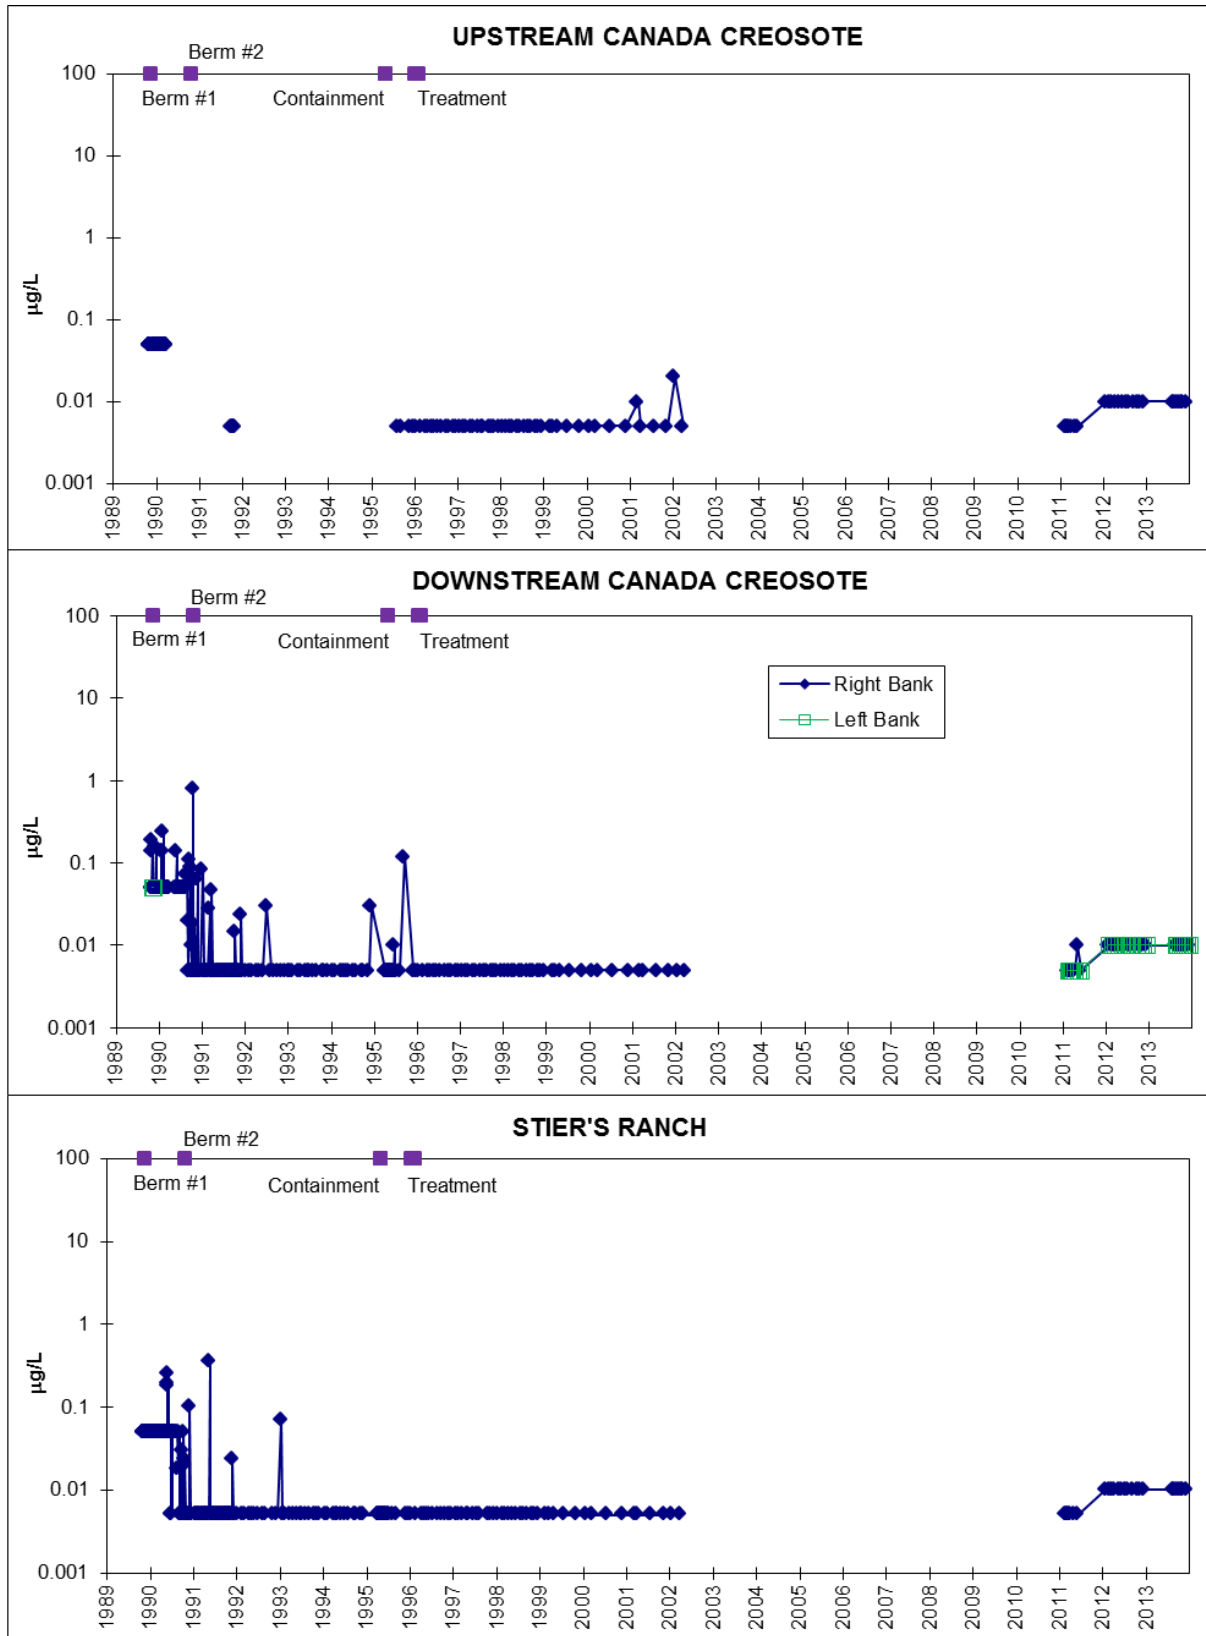 UPSTREAM CANADA CREOSOTE
Berm #2
Berm #1 Containment Treatment
µg/L
100
10
1
0.1
0.01
0.001
1989 1990 1991 1992 1993 1994 1995 1996 1997 1998 1999 2000 2001 2002 2003 2004 2005 2006 2007 2008 2009 2010 2011 2012 2013
DOWNSTREAM CANADA CREOSOTE
Berm #2
Berm #1 Containment Treatment
Right Bank
Left Bank
µg/L
100
10
1
0.1
0.01
0.001
1989 1990 1991 1992 1993 1994 1995 1996 1997 1998 1999 2000 2001 2002 2003 2004 2005 2006 2007 2008 2009 2010 2011 2012 2013
STIER'S RANCH
Berm #2
Berm #1 Containment Treatment
µg/L
100
10
1
0.1
0.01
0.001
1989 1990 1991 1992 1993 1994 1995 1996 1997 1998 1999 2000 2001 2002 2003 2004 2005 2006 2007 2008 2009 2010 2011 2012 2013